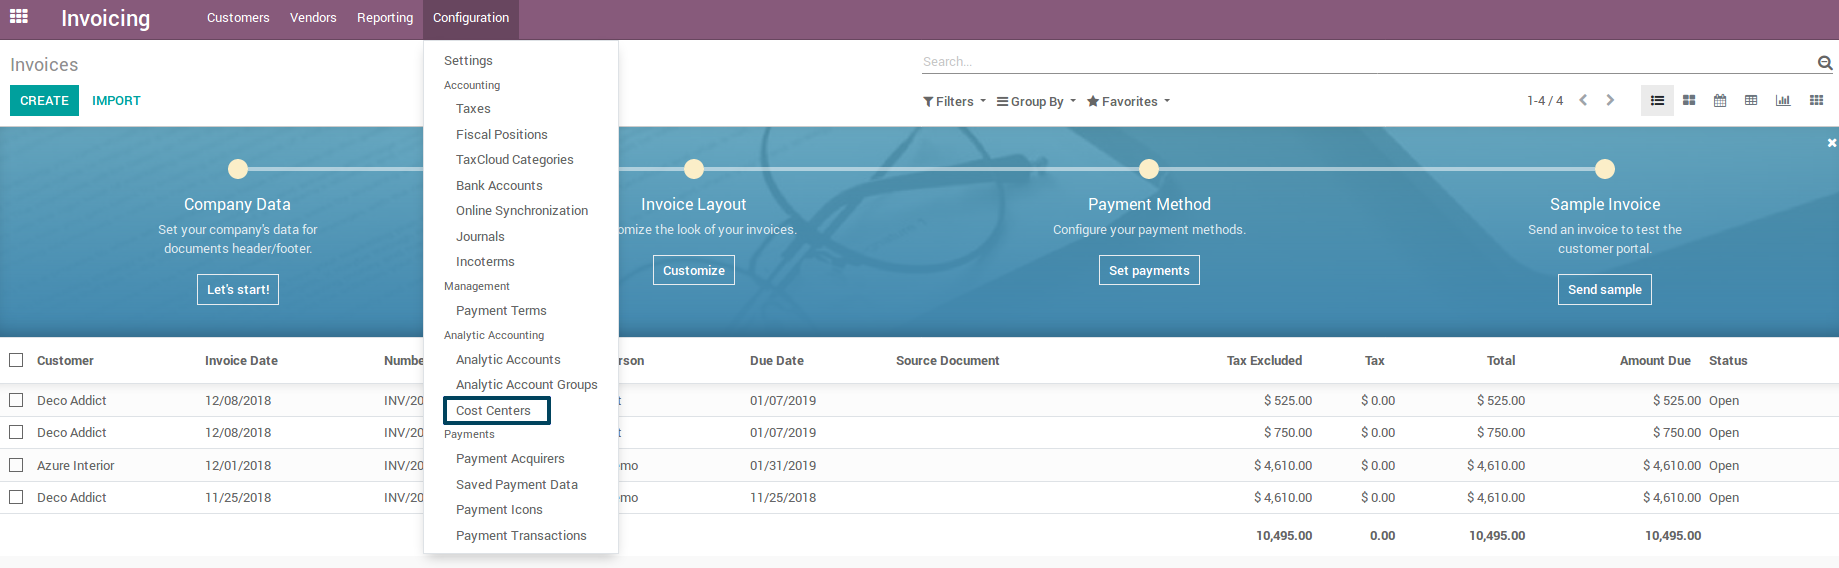 Invoicing
Customers Vendors Reporting Configuration
Invoices
Search...
CREATE IMPORT
Filters Group By Favorites
1-4 / 4
Settings
Accounting
Taxes
Fiscal Positions
TaxCloud Categories
Bank Accounts
Online Synchronization
Journals
Incoterms
Management
Payment Terms
Analytic Accounting
Analytic Accounts
Analytic Account Groups
Cost Centers
Payments
Payment Acquirers
Saved Payment Data
Payment Icons
Payment Transactions
Company Data
Set your company's data for
documents header/footer.
Let's start!
Invoice Layout
omize the look of your invoices.
Customize
Payment Method
Configure your payment methods.
Set payments
Sample Invoice
Send an invoice to test the
customer portal.
Send sample
Customer Invoice Date Numbe rson Due Date Source Document Tax Excluded Tax Total Amount Due Status
Deco Addict 12/08/2018 INV/20 t 01/07/2019 $ 525.00 $ 0.00 $ 525.00 $ 525.00 Open
Deco Addict 12/08/2018 INV/20 t 01/07/2019 $ 750.00 $ 0.00 $ 750.00 $ 750.00 Open
Azure Interior 12/01/2018 INV/20 emo 01/31/2019 $ 4,610.00 $ 0.00 $ 4,610.00 $ 4,610.00 Open
Deco Addict 11/25/2018 INV/20 emo 11/25/2018 $ 4,610.00 $ 0.00 $ 4,610.00 $ 4,610.00 Open
10,495.00 0.00 10,495.00 10,495.00